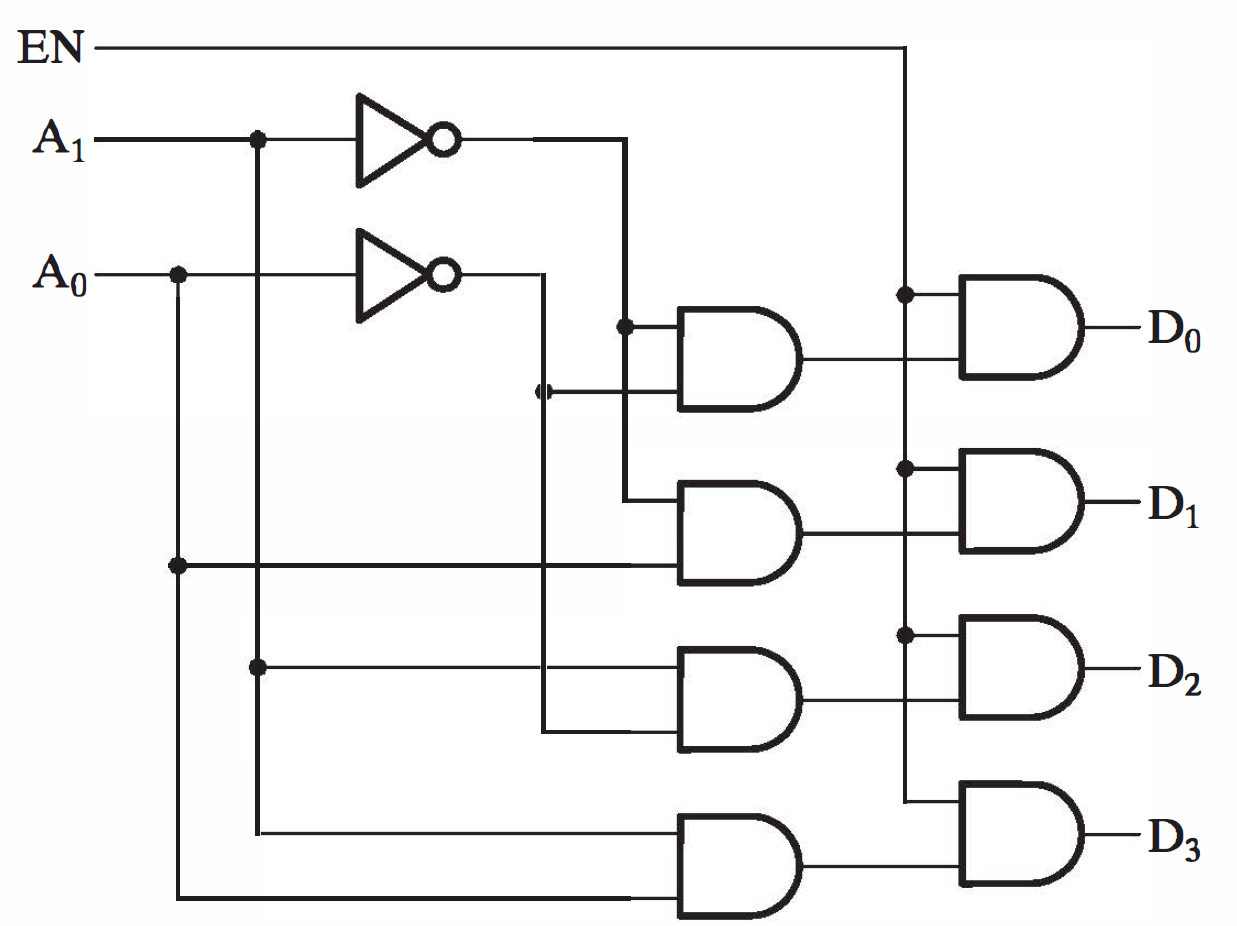 EN
A₁
A₀
D₀
D₁
D₂
D₃